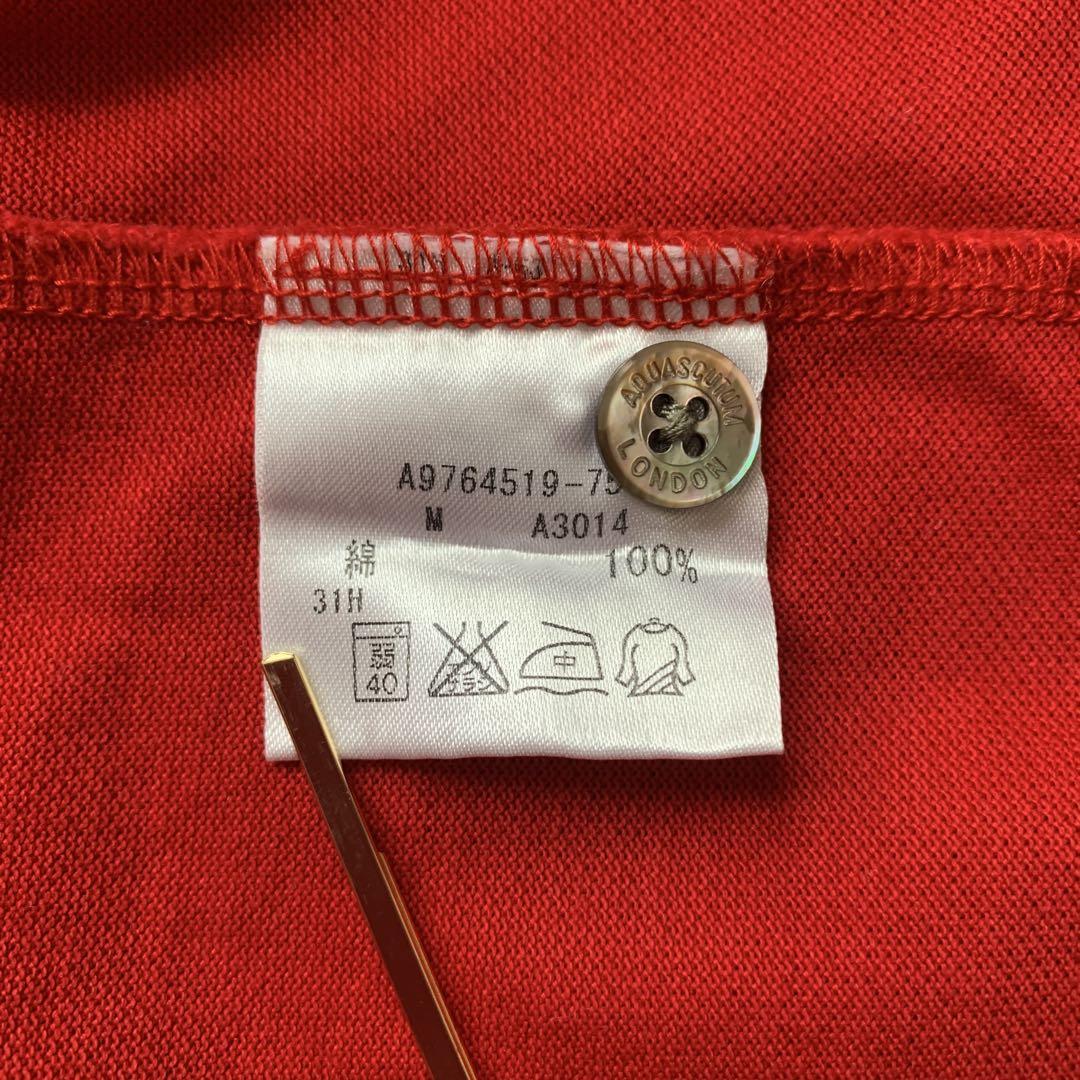 AQUASCUTUM
LONDON
A9764519-75
M A3014
綿 100%
31H
弱 中
40